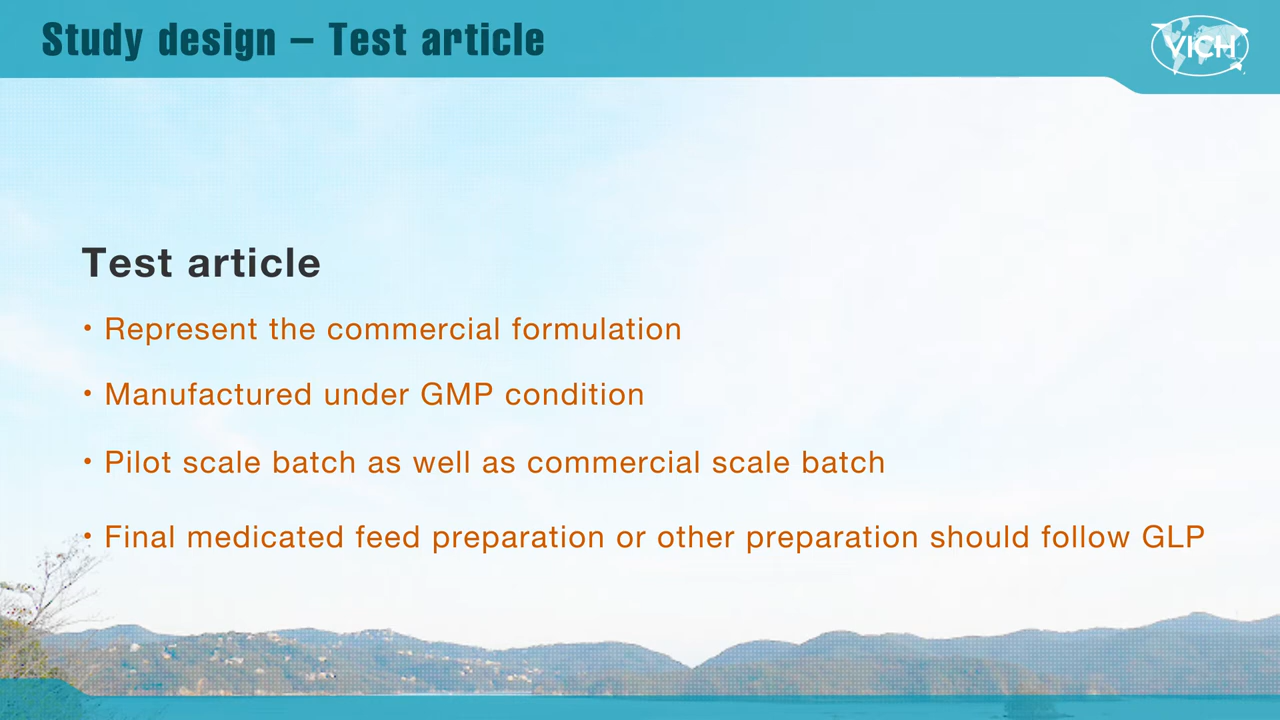 Study design – Test article
VICH
Test article
• Represent the commercial formulation
• Manufactured under GMP condition
• Pilot scale batch as well as commercial scale batch
• Final medicated feed preparation or other preparation should follow GLP